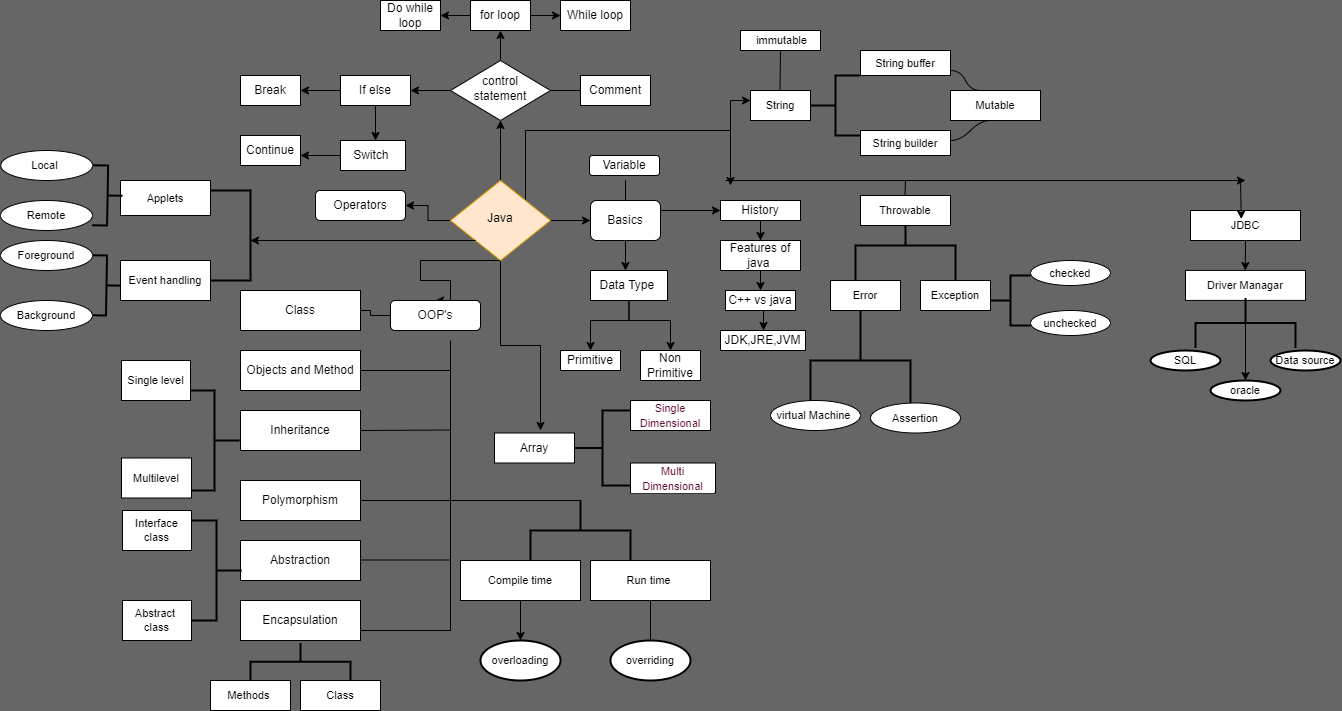 Do while
loop
for loop
While loop
immutable
String buffer
control
statement
Break
If else
Comment
String
Mutable
String builder
Continue
Switch
Local
Variable
Applets
Operators
Java
Basics
History
Throwable
JDBC
Remote
Foreground
Features of
java
Event handling
Data Type
Driver Managar
checked
Background
Class
OOP's
C++ vs java
Error
Exception
unchecked
JDK,JRE,JVM
Primitive
Non
Primitive
SQL
Data source
oracle
Single level
Objects and Method
Single
Dimensional
virtual Machine
Assertion
Inheritance
Array
Multilevel
Multi
Dimensional
Polymorphism
Interface
class
Abstraction
Compile time
Run time
Abstract
class
Encapsulation
overloading
overriding
Methods
Class